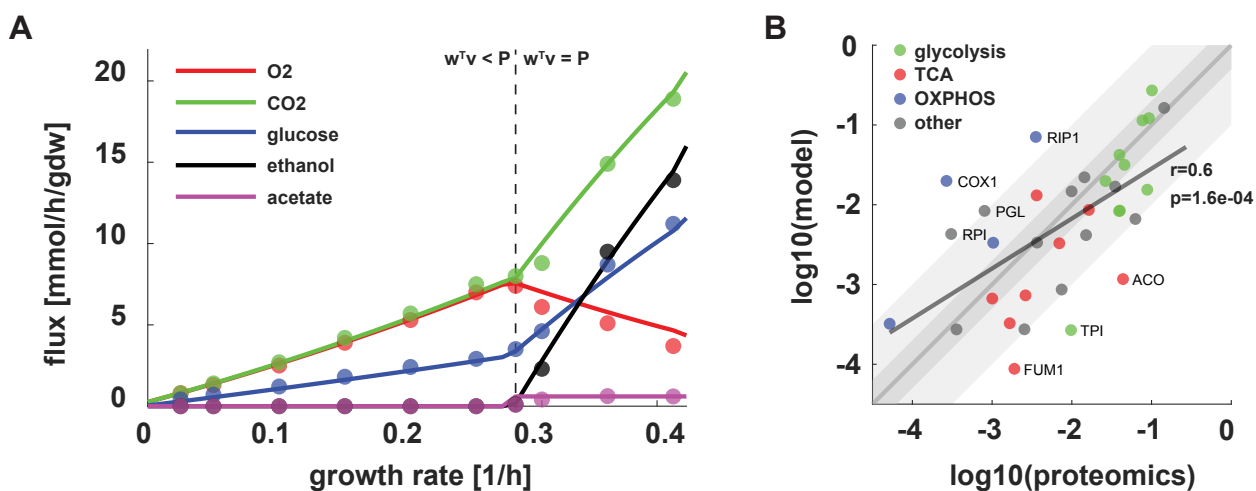 A
20
15
10
5
0
flux [mmol/h/gdw]
O2
CO2
glucose
ethanol
acetate
wᵀv < P
wᵀv = P
0
0.1
0.2
0.3
0.4
growth rate [1/h]
B
0
-1
-2
-3
-4
log10(model)
glycolysis
TCA
OXPHOS
other
RIP1
COX1
PGL
RPI
r=0.6
p=1.6e-04
ACO
TPI
FUM1
-4
-3
-2
-1
0
log10(proteomics)